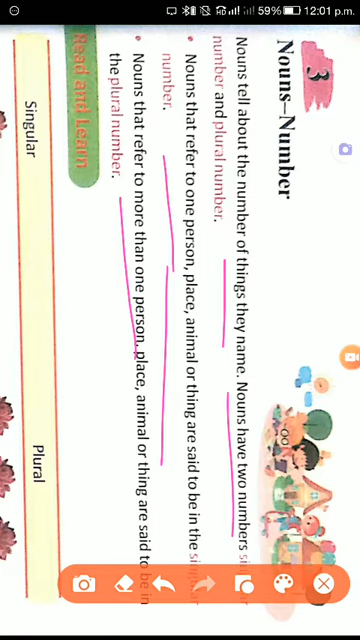 59% 12:01 p.m.
3
Nouns–Number
Nouns tell about the number of things they name. Nouns have two numbers
number and plural number.
• Nouns that refer to one person, place, animal or thing are said to be in the
number.
• Nouns that refer to more than one person, place, animal or thing are said to be in
the plural number.
Read and Learn
Singular Plural